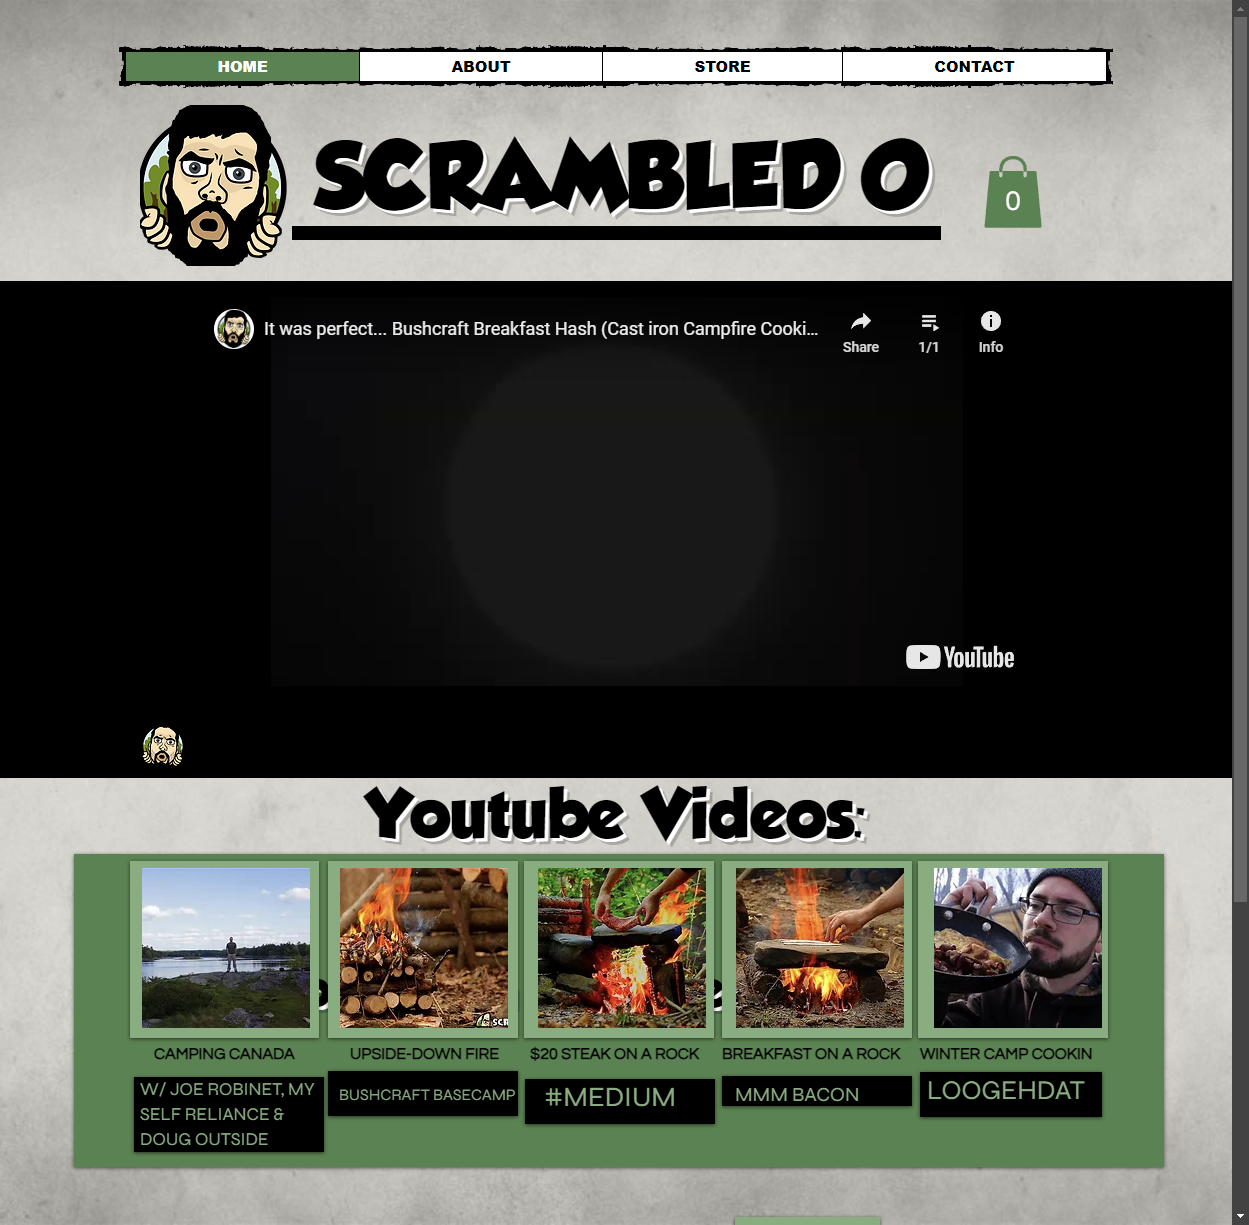 HOME
ABOUT
STORE
CONTACT
SCRAMBLED O
0
It was perfect... Bushcraft Breakfast Hash (Cast iron Campfire Cooki...
Share
1/1
Info
YouTube
Youtube Videos:
CAMPING CANADA
UPSIDE-DOWN FIRE
$20 STEAK ON A ROCK
BREAKFAST ON A ROCK
WINTER CAMP COOKIN
W/ JOE ROBINET, MY
SELF RELIANCE &
DOUG OUTSIDE
BUSHCRAFT BASECAMP
#MEDIUM
MMM BACON
LOOGEHDAT